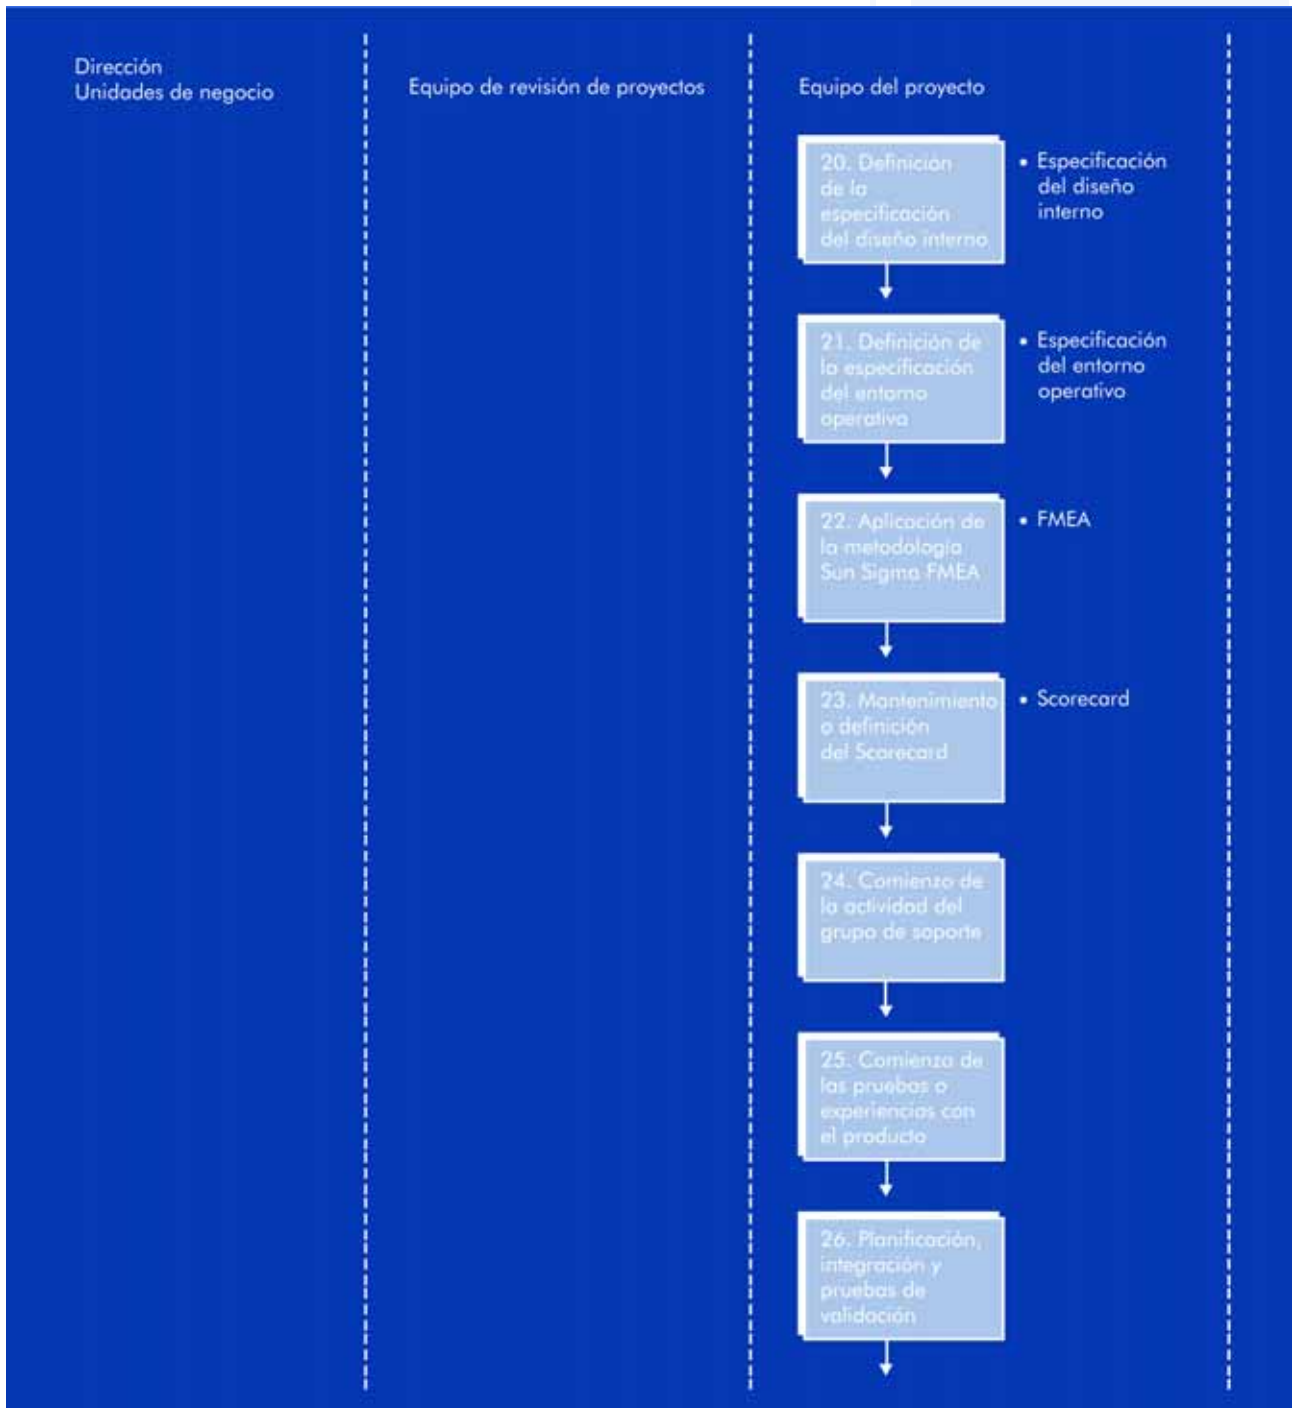 Dirección
Unidades de negocio
Equipo de revisión de proyectos
Equipo del proyecto
20. Definición
de la
especificación
del diseño interno
• Especificación
del diseño
interno
21. Definición de
la especificación
del entorno
operativo
• Especificación
del entorno
operativo
22. Aplicación de
la metodología
Sun Sigma FMEA
• FMEA
23. Mantenimiento
o definición
del Scorecard
• Scorecard
24. Comienzo de
la actividad del
grupo de soporte
25. Comienzo de
las pruebas o
experiencias con
el producto
26. Planificación,
integración y
pruebas de
validación